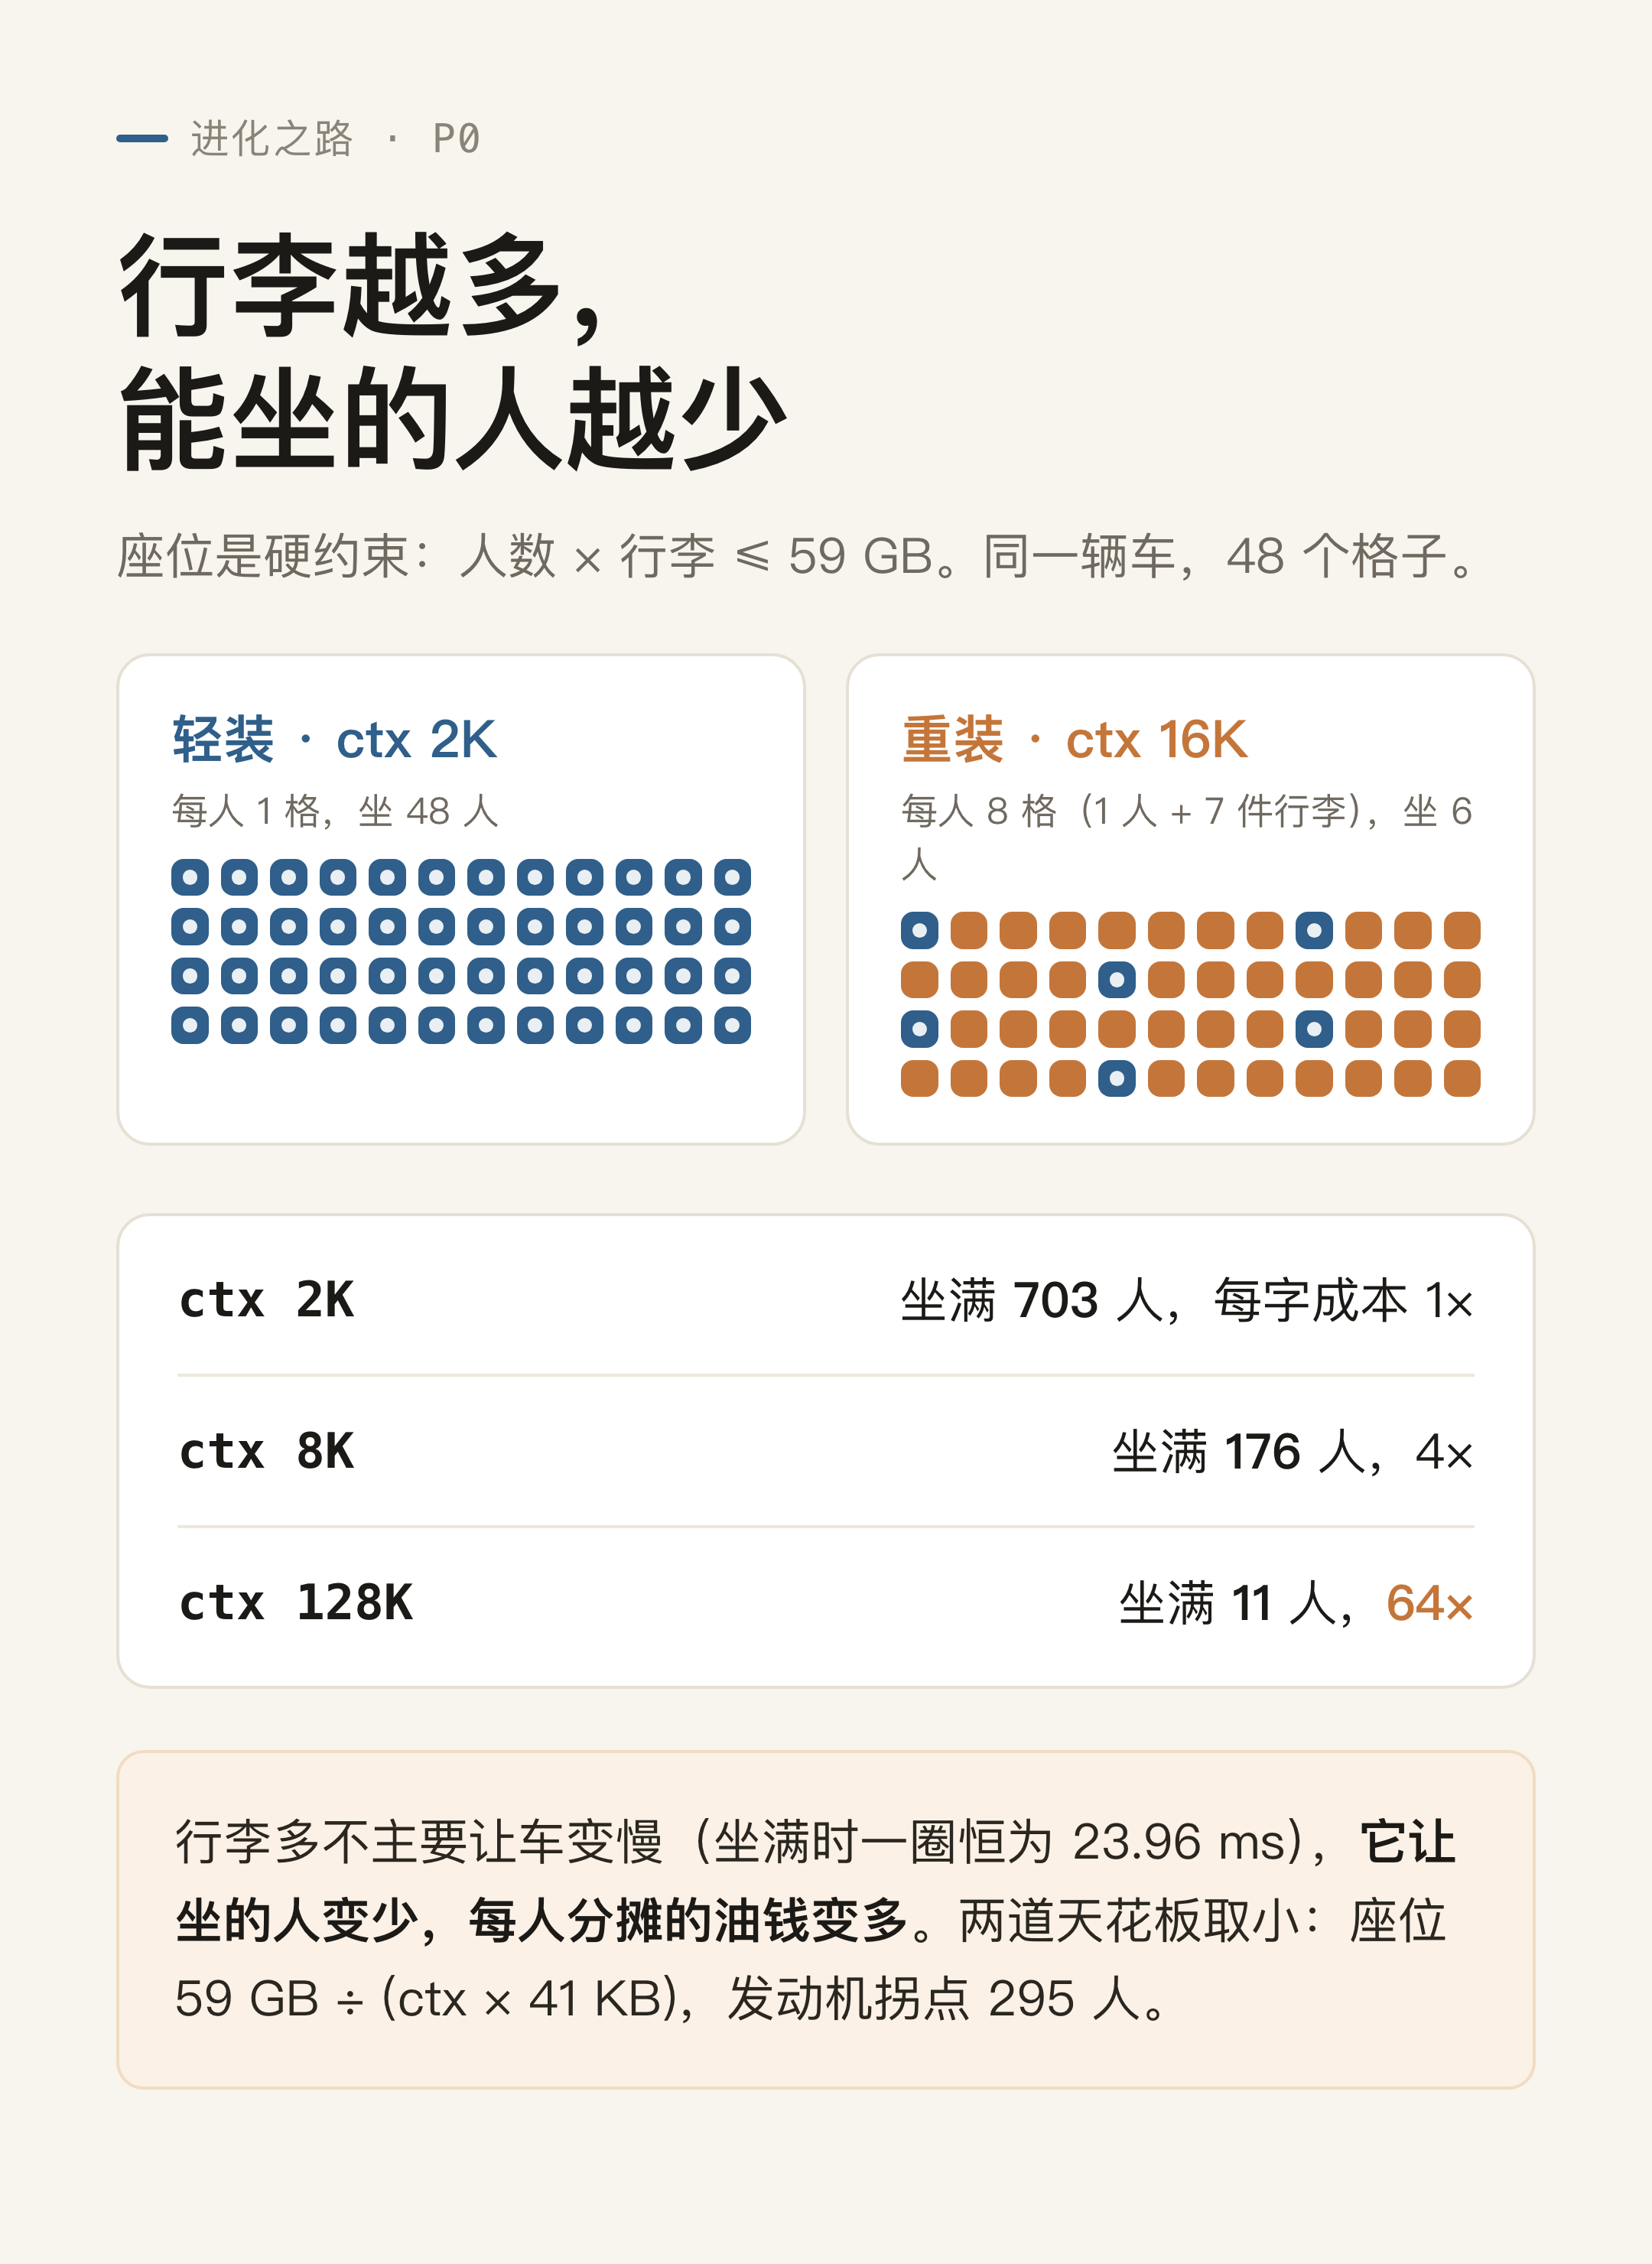 进化之路 · P0
行李越多，
能坐的人越少
座位是硬约束：人数 × 行李 ≤ 59 GB。同一辆车，48 个格子。
轻装 · ctx 2K
每人 1 格，坐 48 人
重装 · ctx 16K
每人 8 格（1 人 + 7 件行李），坐 6
人
ctx 2K 坐满 703 人，每字成本 1×
ctx 8K 坐满 176 人，4×
ctx 128K 坐满 11 人，64×
行李多不主要让车变慢（坐满时一圈恒为 23.96 ms），它让
坐的人变少，每人分摊的油钱变多。两道天花板取小：座位
59 GB ÷ (ctx × 41 KB)，发动机拐点 295 人。